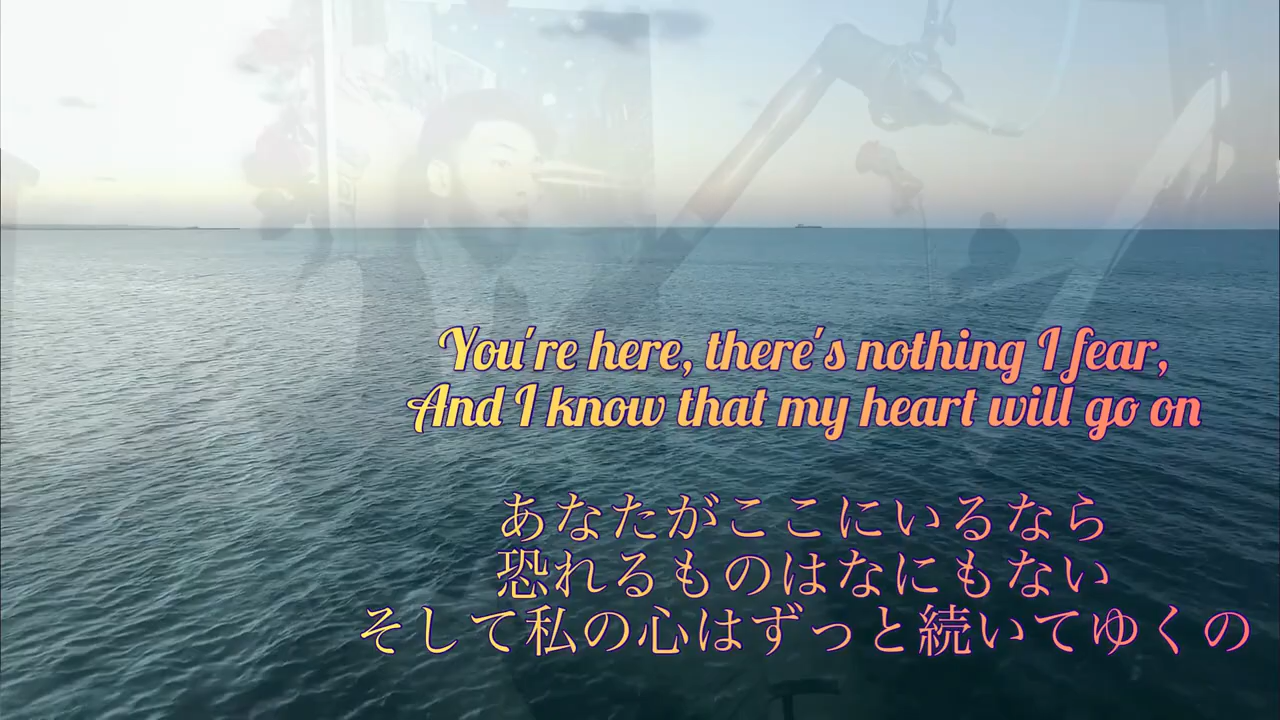 You're here, there's nothing I fear,
And I know that my heart will go on
あなたがここにいるなら
恐れるものはなにもない
そして私の心はずっと続いてゆくの